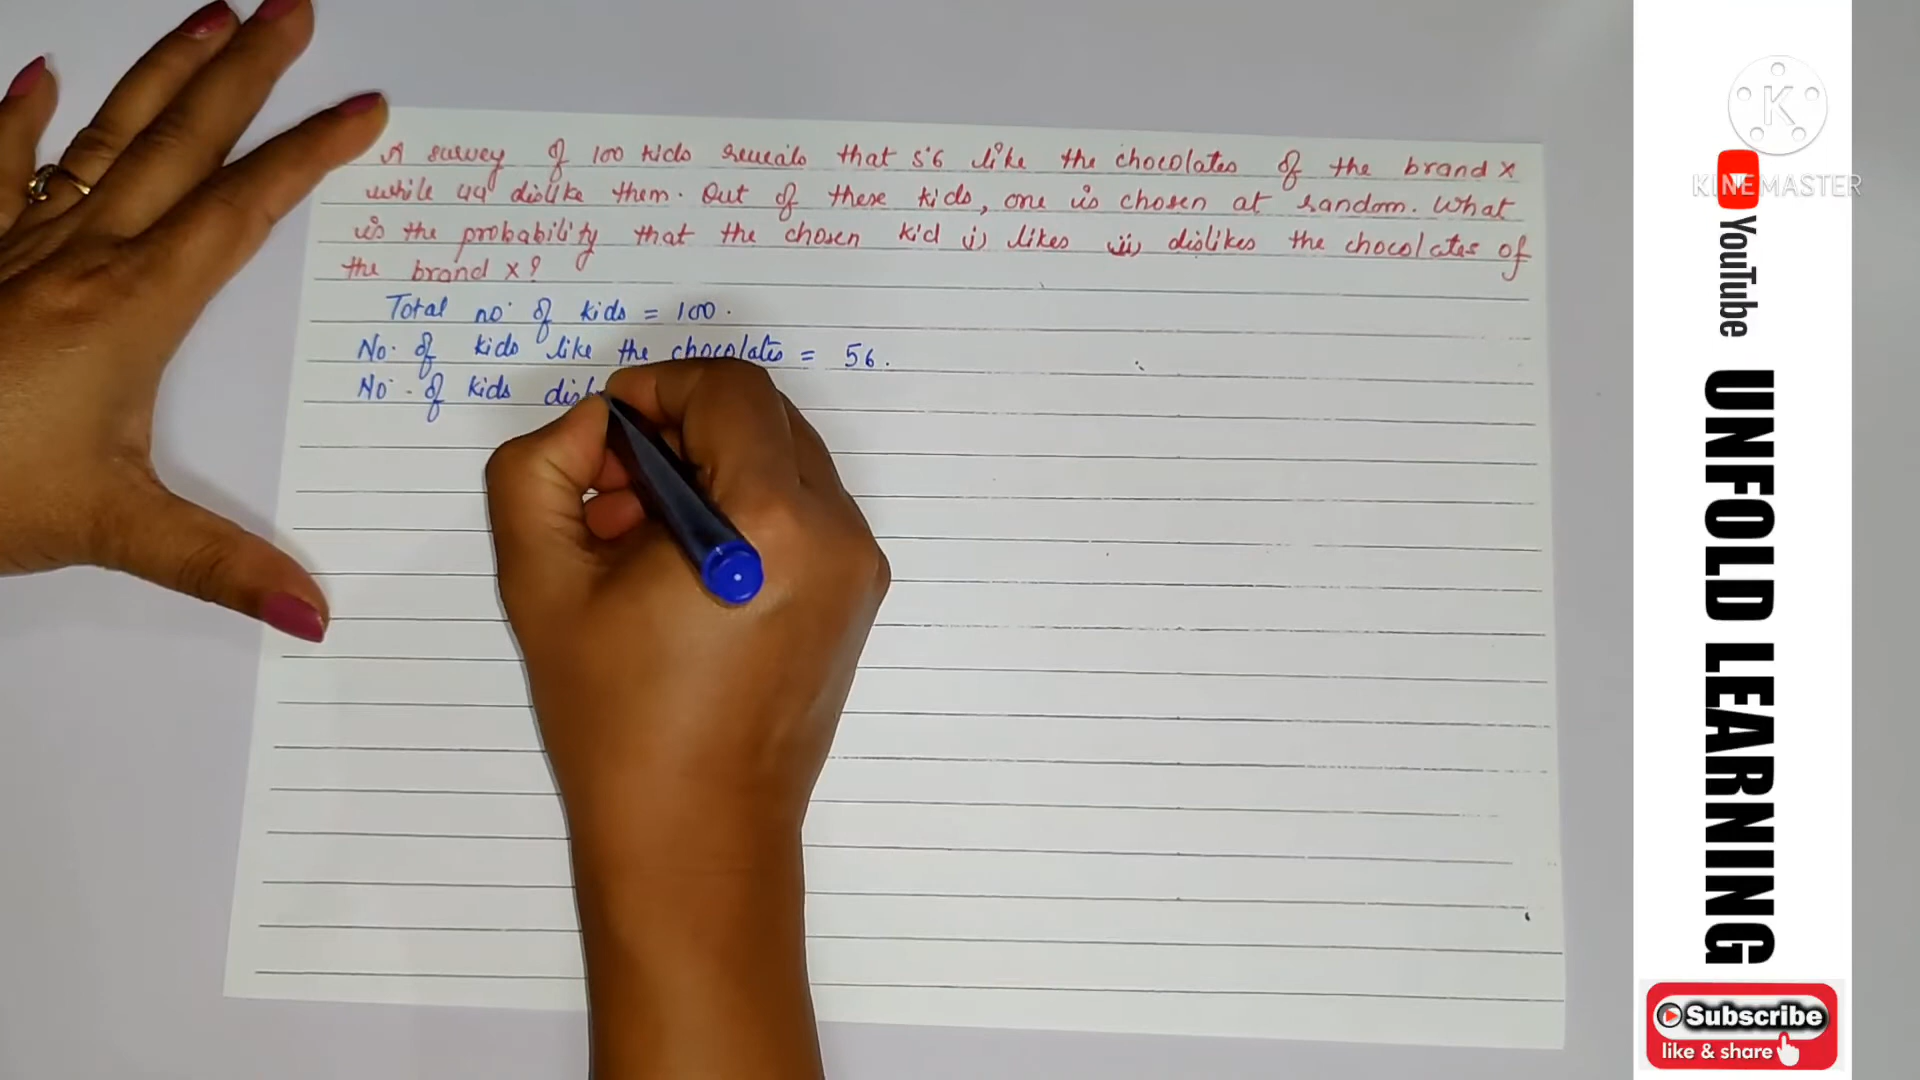 A survey of 100 kids reveals that 56 like the chocolates of the brand x
while 44 dislike them. Out of these kids, one is chosen at random. What
is the probability that the chosen kid i) likes ii) dislikes the chocolates of
the brand x?
Total no. of kids = 100.
No. of kids like the chocolates = 56.
No. of kids
KINEMASTER
YouTube
UNFOLD LEARNING
Subscribe
like & share